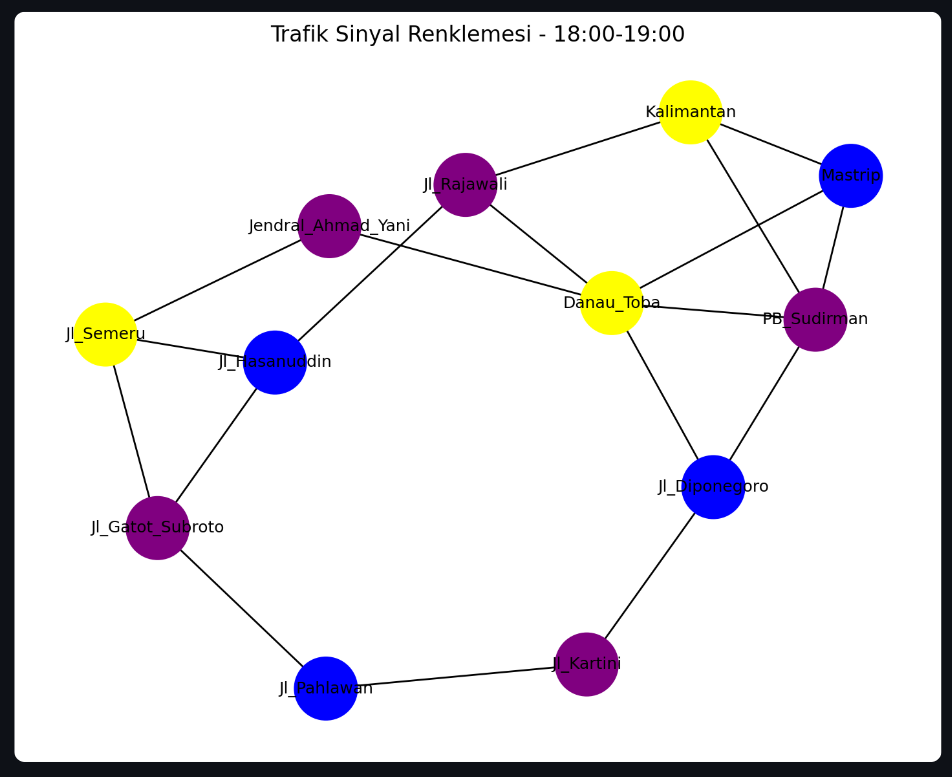 Trafik Sinyal Renklemesi - 18:00-19:00
Kalimantan
Mastrip
Jl_Rajawali
Jendral_Ahmad_Yani
Danau_Toba
PB_Sudirman
Jl_Semeru
Jl_Hasanuddin
Jl_Diponegoro
Jl_Gatot_Subroto
Jl_Kartini
Jl_Pahlawan